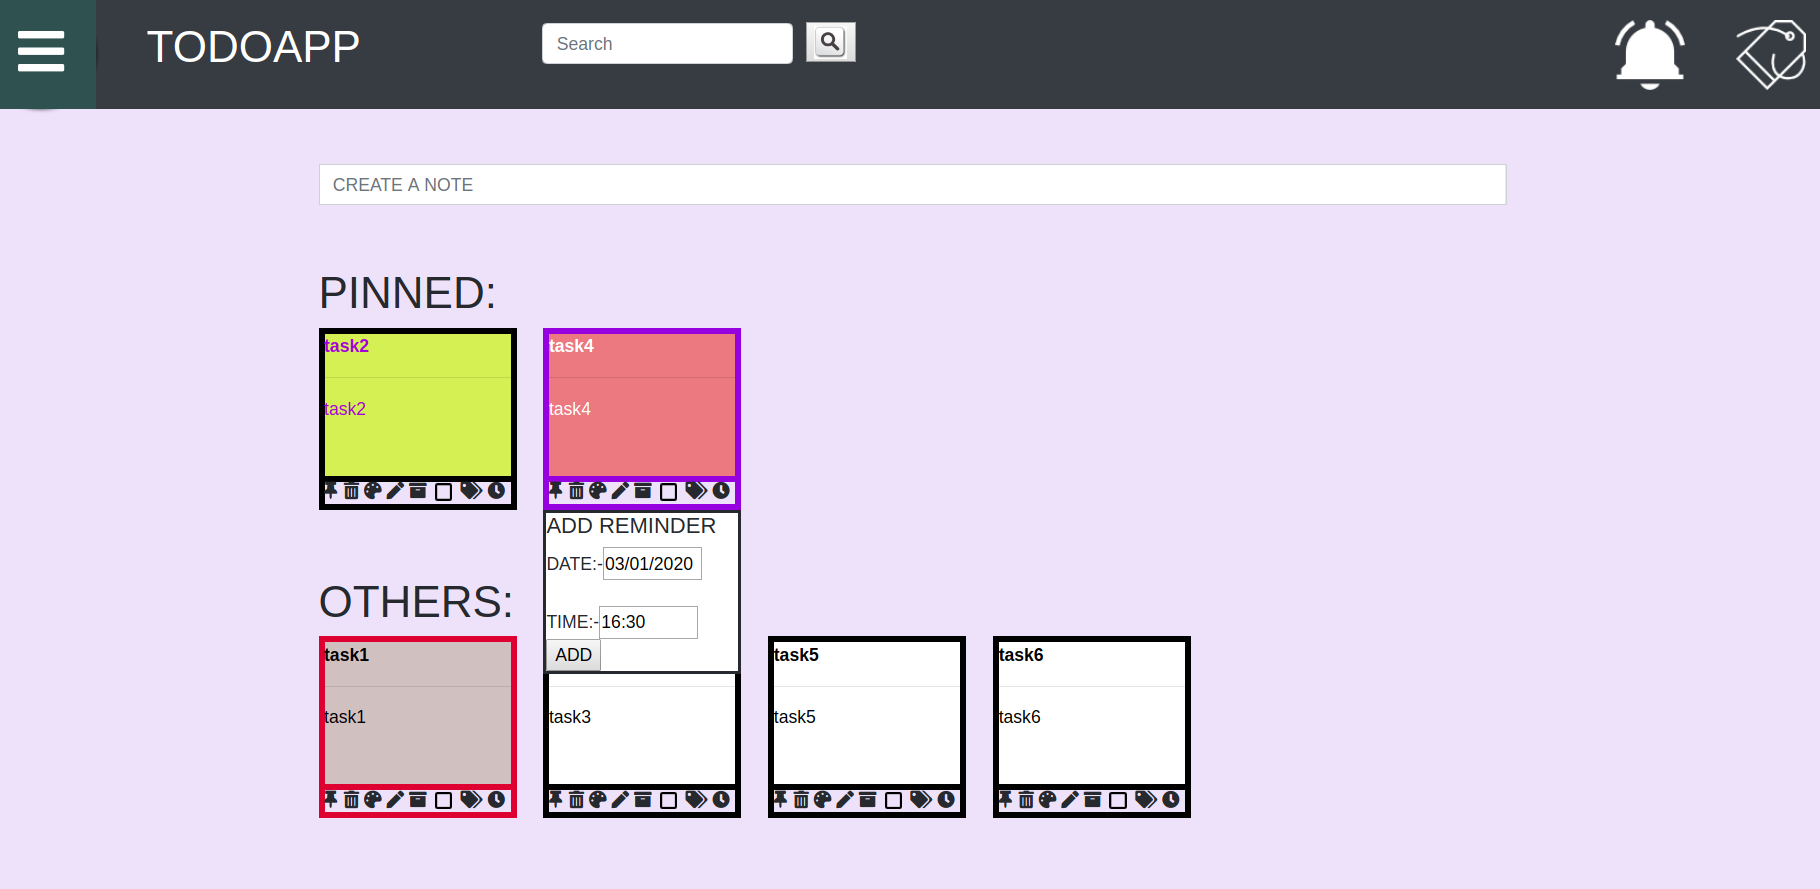 TODOAPP
Search
CREATE A NOTE
PINNED:
task2
task2
task4
task4
ADD REMINDER
DATE:-03/01/2020
TIME:-16:30
ADD
OTHERS:
task1
task1
task3
task5
task5
task6
task6